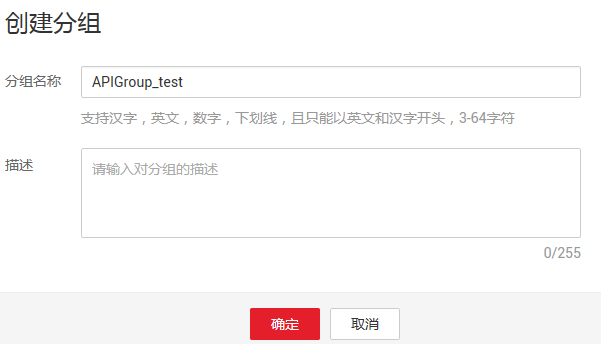 创建分组
分组名称 APIGroup_test
支持汉字，英文，数字，下划线，且只能以英文和汉字开头，3-64字符
描述 请输入对分组的描述
0/255
确定 取消